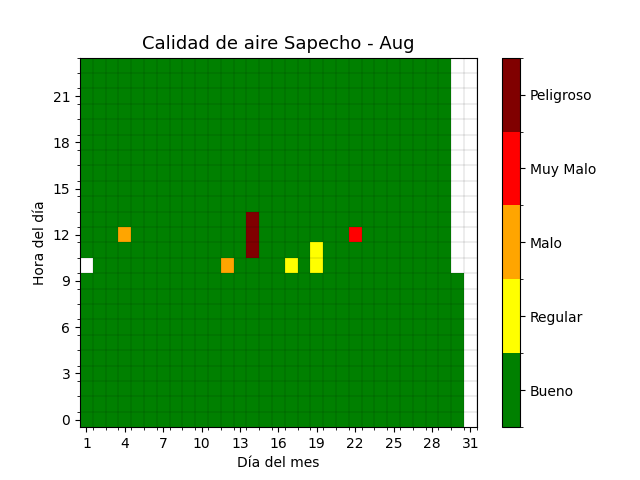 Calidad de aire Sapecho - Aug
Hora del día
21
18
15
12
9
6
3
0
1 4 7 10 13 16 19 22 25 28 31
Día del mes
Peligroso
Muy Malo
Malo
Regular
Bueno